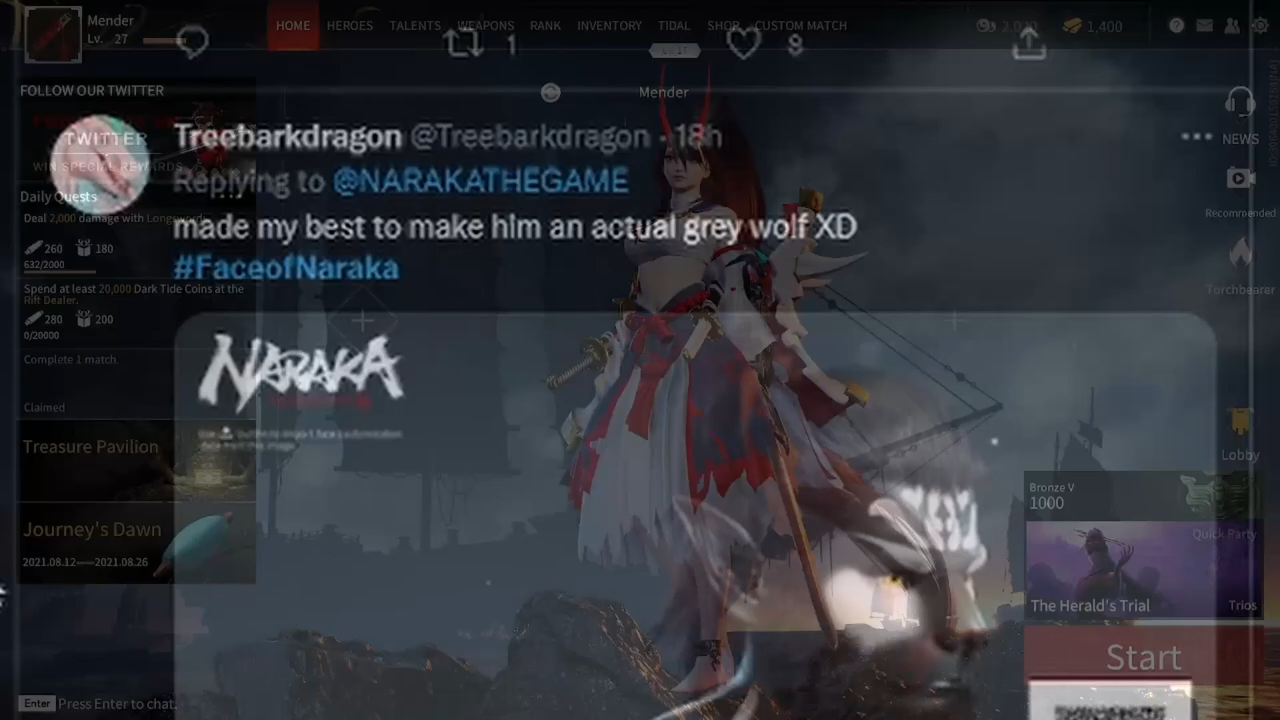 Mender
Lv. 27
HOME HEROES TALENTS WEAPONS RANK INVENTORY TIDAL SHOP CUSTOM MATCH
1,400
1
8
FOLLOW OUR TWITTER
Mender
TWITTER
WIN SPECIAL REWARDS
Treebarkdragon @Treebarkdragon · 18h
Replying to @NARAKATHEGAME
made my best to make him an actual grey wolf XD
#FaceofNaraka
NEWS
Recommended
Torchbearer
Lobby
Daily Quests
Deal 2,000 damage with Longswords
260 180
632/2000
Spend at least 20,000 Dark Tide Coins at the
Rift Dealer.
280 200
0/20000
Complete 1 match.
Claimed
NARAKA
Treasure Pavilion
Journey's Dawn
2021.08.12——2021.08.26
Bronze V
1000
Quick Party
The Herald's Trial
Trios
Start
Enter Press Enter to chat.